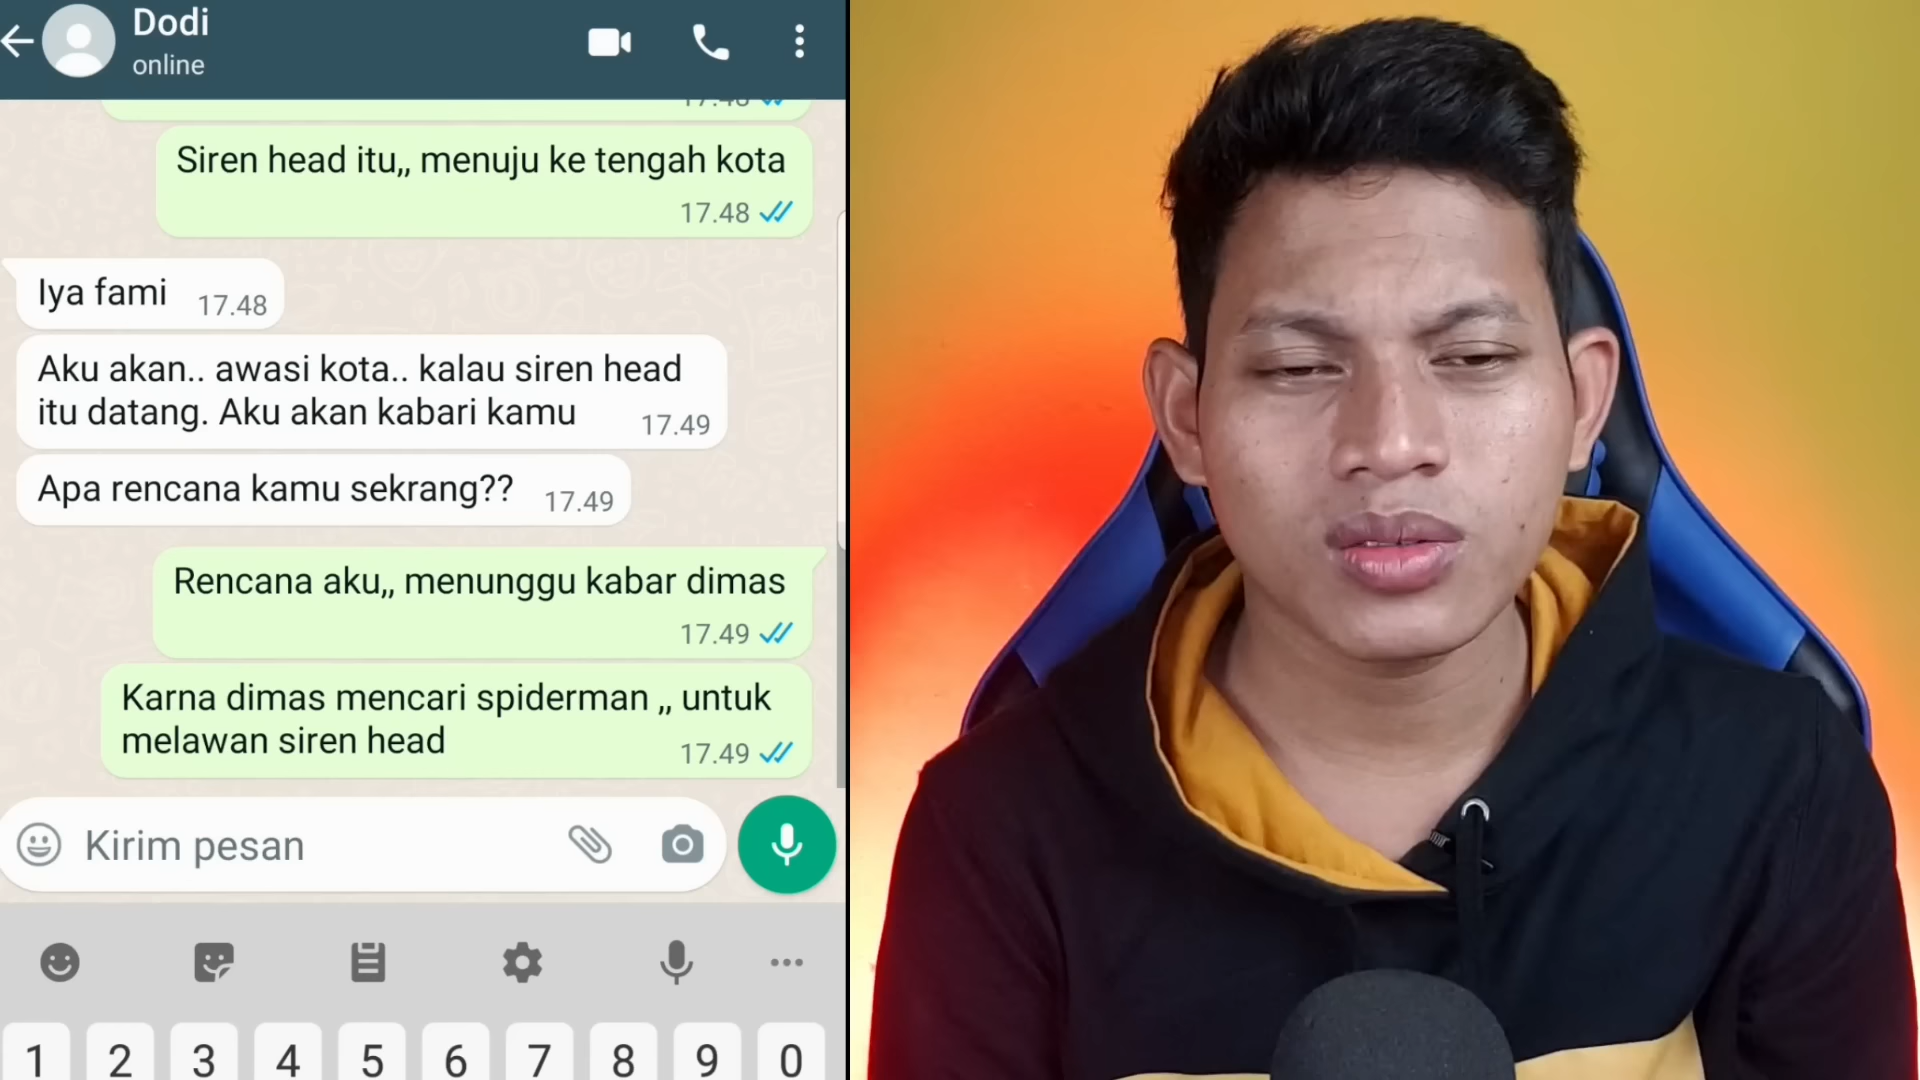 Dodi
online
17.48
Siren head itu,, menuju ke tengah kota
17.48
Iya fami 17.48
Aku akan.. awasi kota.. kalau siren head
itu datang. Aku akan kabari kamu 17.49
Apa rencana kamu sekrang?? 17.49
Rencana aku,, menunggu kabar dimas
17.49
Karna dimas mencari spiderman ,, untuk
melawan siren head 17.49
Kirim pesan
1 2 3 4 5 6 7 8 9 0